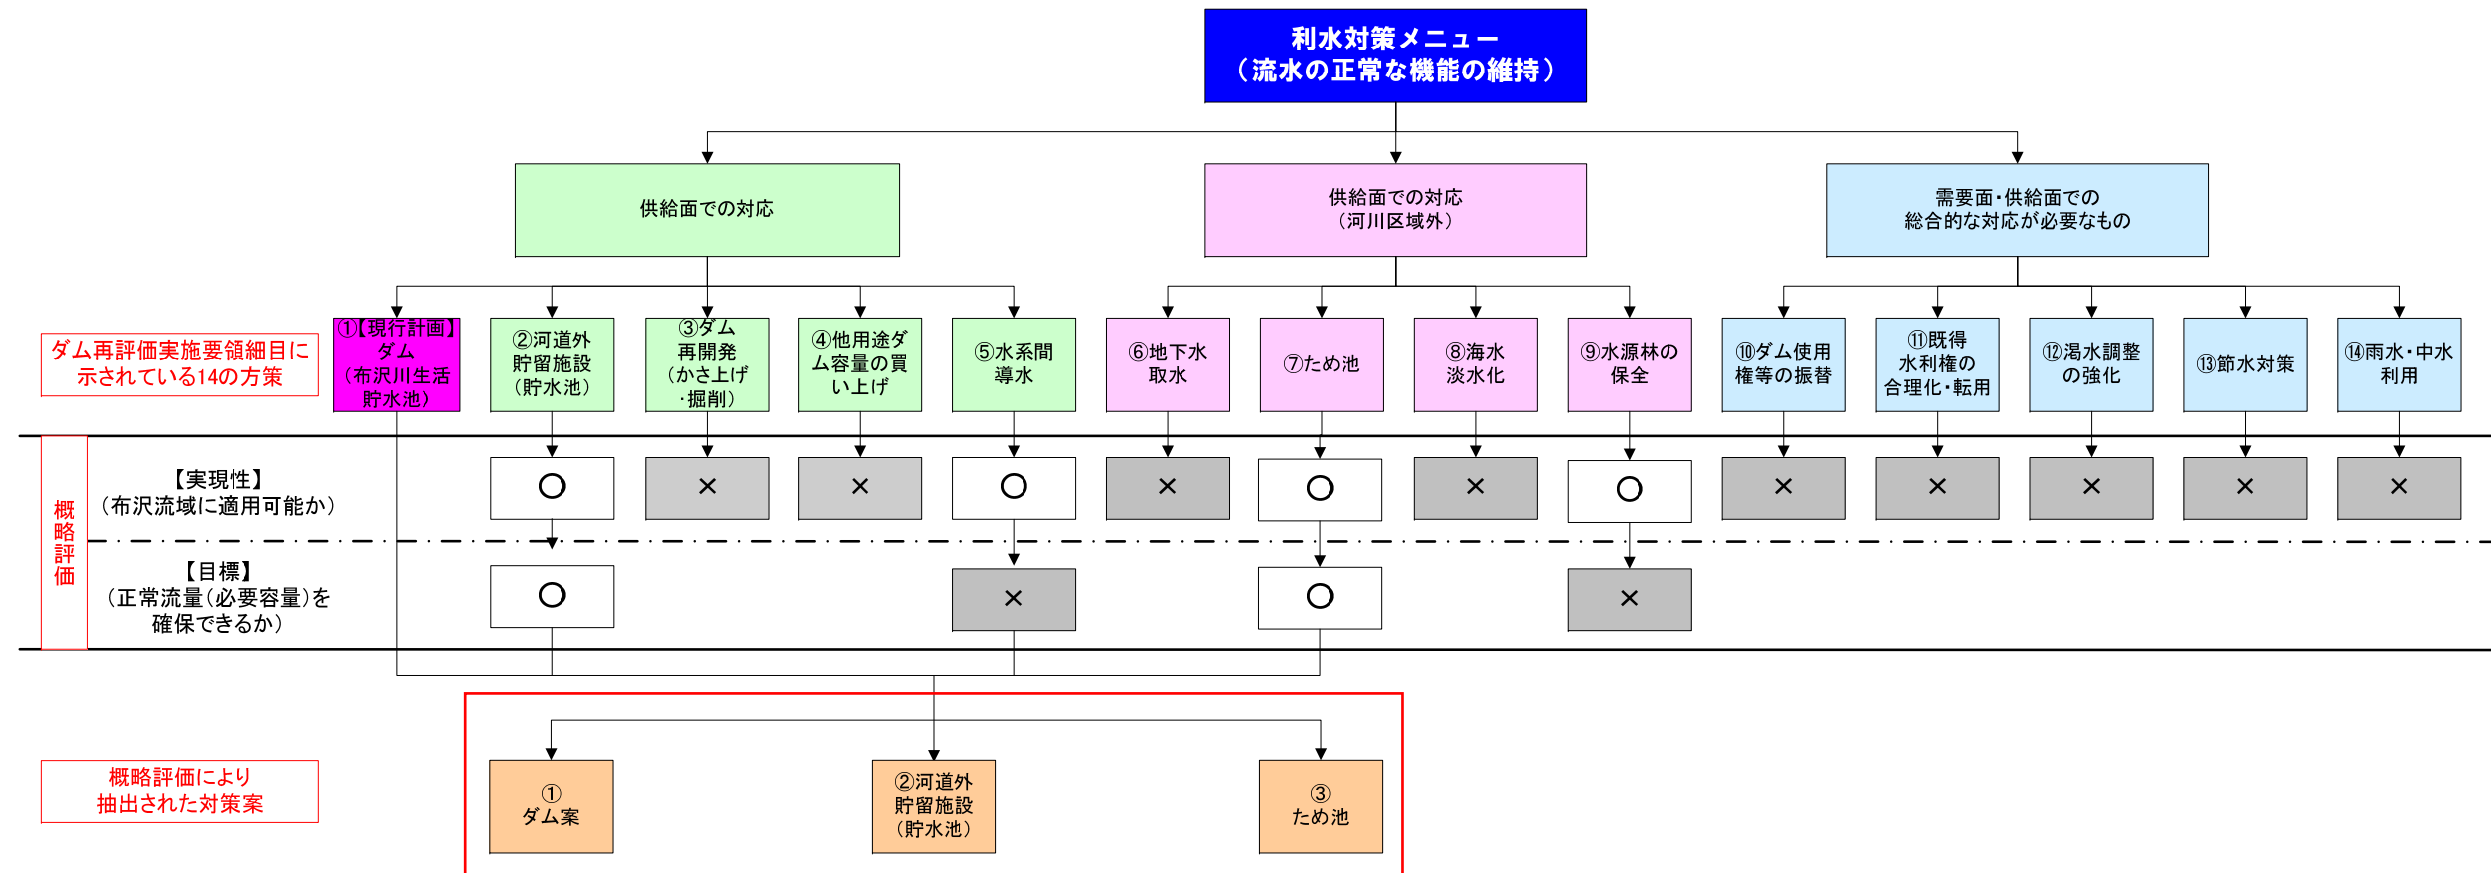 利水対策メニュー
（流水の正常な機能の維持）
供給面での対応
供給面での対応
（河川区域外）
需要面・供給面での
総合的な対応が必要なもの
ダム再評価実施要領細目に
示されている14の方策
①【現行計画】
ダム
（布沢川生活
貯水池）
②河道外
貯留施設
（貯水池）
③ダム
再開発
（かさ上げ
・掘削）
④他用途ダ
ム容量の買
い上げ
⑤水系間
導水
⑥地下水
取水
⑦ため池
⑧海水
淡水化
⑨水源林の
保全
⑩ダム使用
権等の振替
⑪既得
水利権の
合理化・転用
⑫渇水調整
の強化
⑬節水対策
⑭雨水・中水
利用
概略評価
【実現性】
（布沢流域に適用可能か）
○
×
×
○
×
○
×
○
×
×
×
×
×
【目標】
（正常流量（必要容量）を
確保できるか）
○
×
○
×
概略評価により
抽出された対策案
①
ダム案
②河道外
貯留施設
（貯水池）
③
ため池